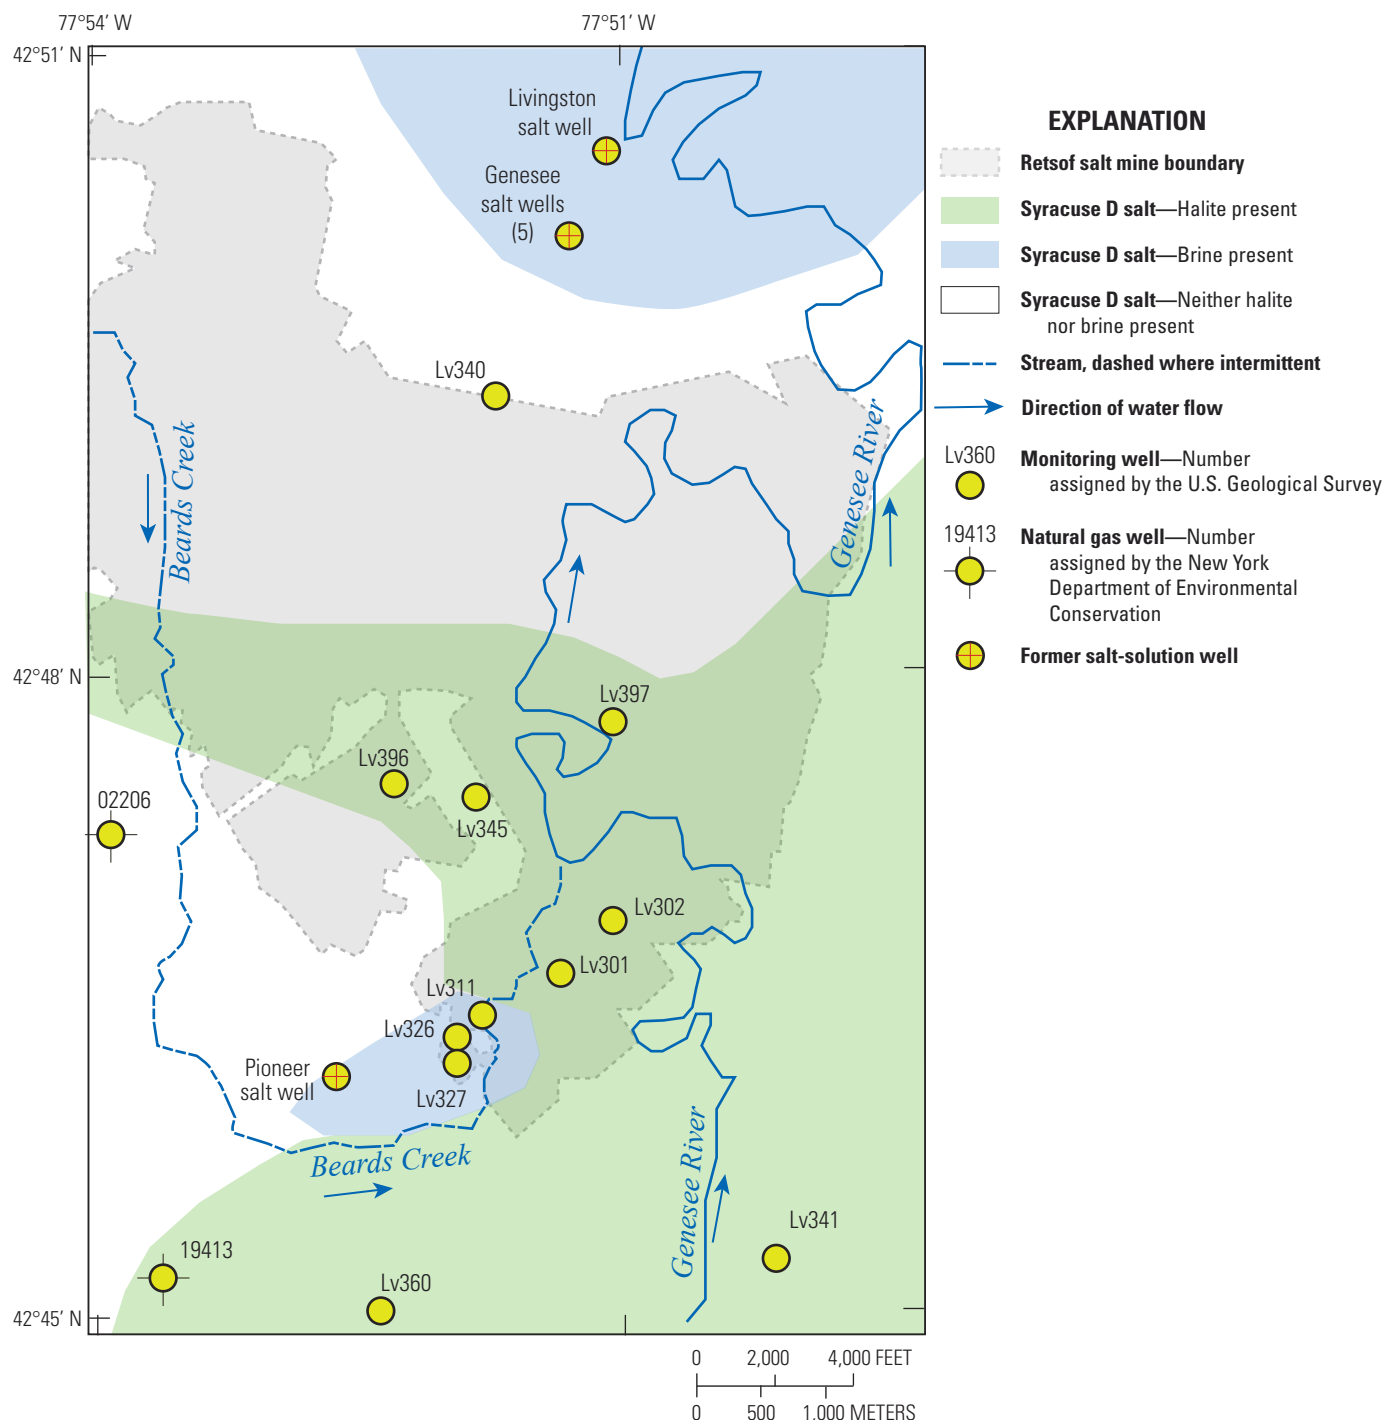 77°54′ W
77°51′ W
42°51′ N
Livingston
salt well
Genesee
salt wells
(5)
Lv340
Beards Creek
Genesee River
42°48′ N
Lv397
Lv396
02206
Lv345
Lv302
Lv301
Lv311
Lv326
Pioneer
salt well
Lv327
Beards Creek
Genesee River
Lv341
19413
Lv360
42°45′ N
0 2,000 4,000 FEET
0 500 1,000 METERS
EXPLANATION
Retsof salt mine boundary
Syracuse D salt—Halite present
Syracuse D salt—Brine present
Syracuse D salt—Neither halite
nor brine present
Stream, dashed where intermittent
Direction of water flow
Lv360
Monitoring well—Number
assigned by the U.S. Geological Survey
19413
Natural gas well—Number
assigned by the New York
Department of Environmental
Conservation
Former salt-solution well